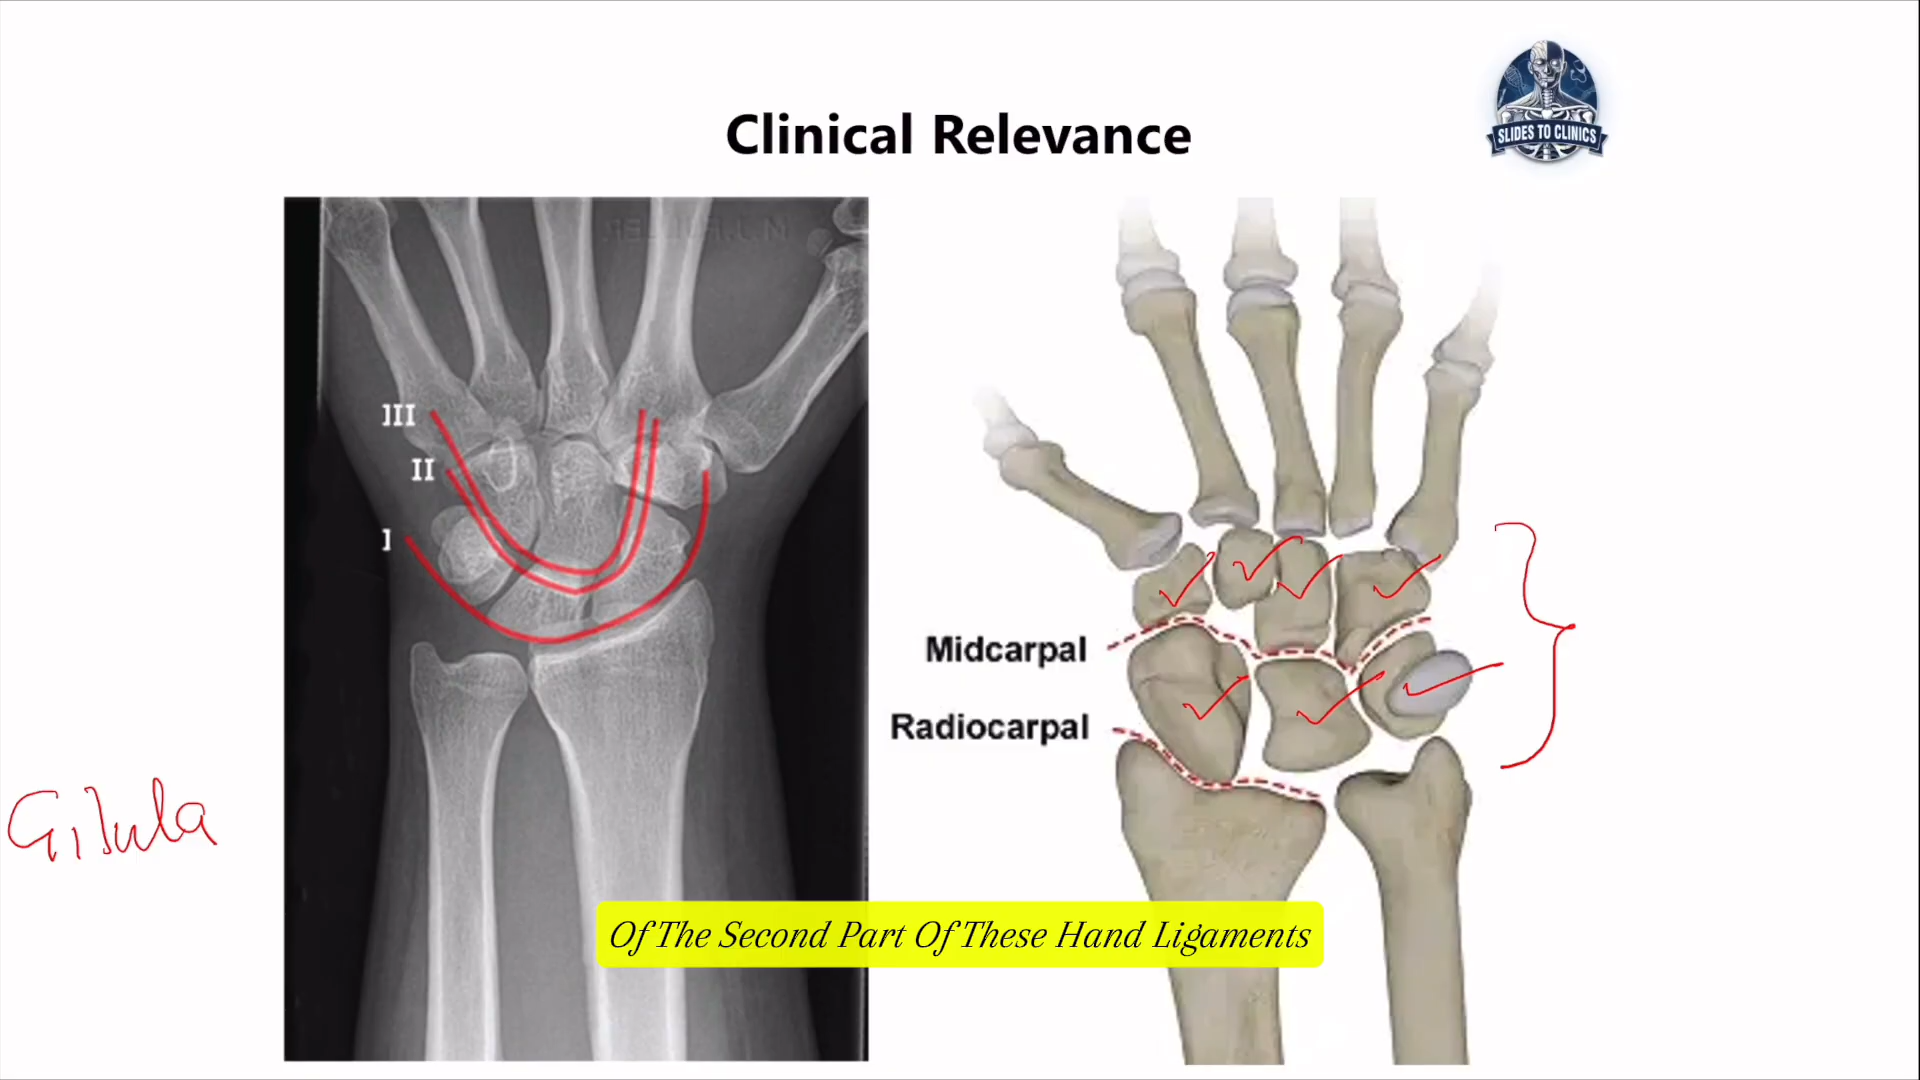 Clinical Relevance
SLIDES TO CLINICS
III
II
I
Midcarpal
Radiocarpal
Gilula
Of The Second Part Of These Hand Ligaments